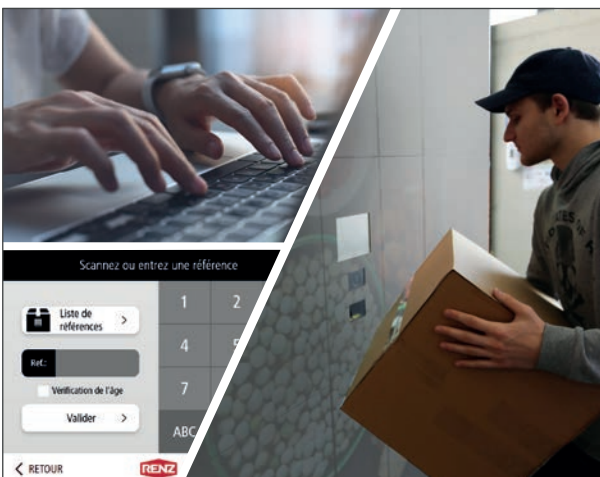 Scannez ou entrez une référence
Liste de
références
>
1
2
4
Réf.:
Vérification de l'âge
7
Valider
>
ABC
< RETOUR
RENZ